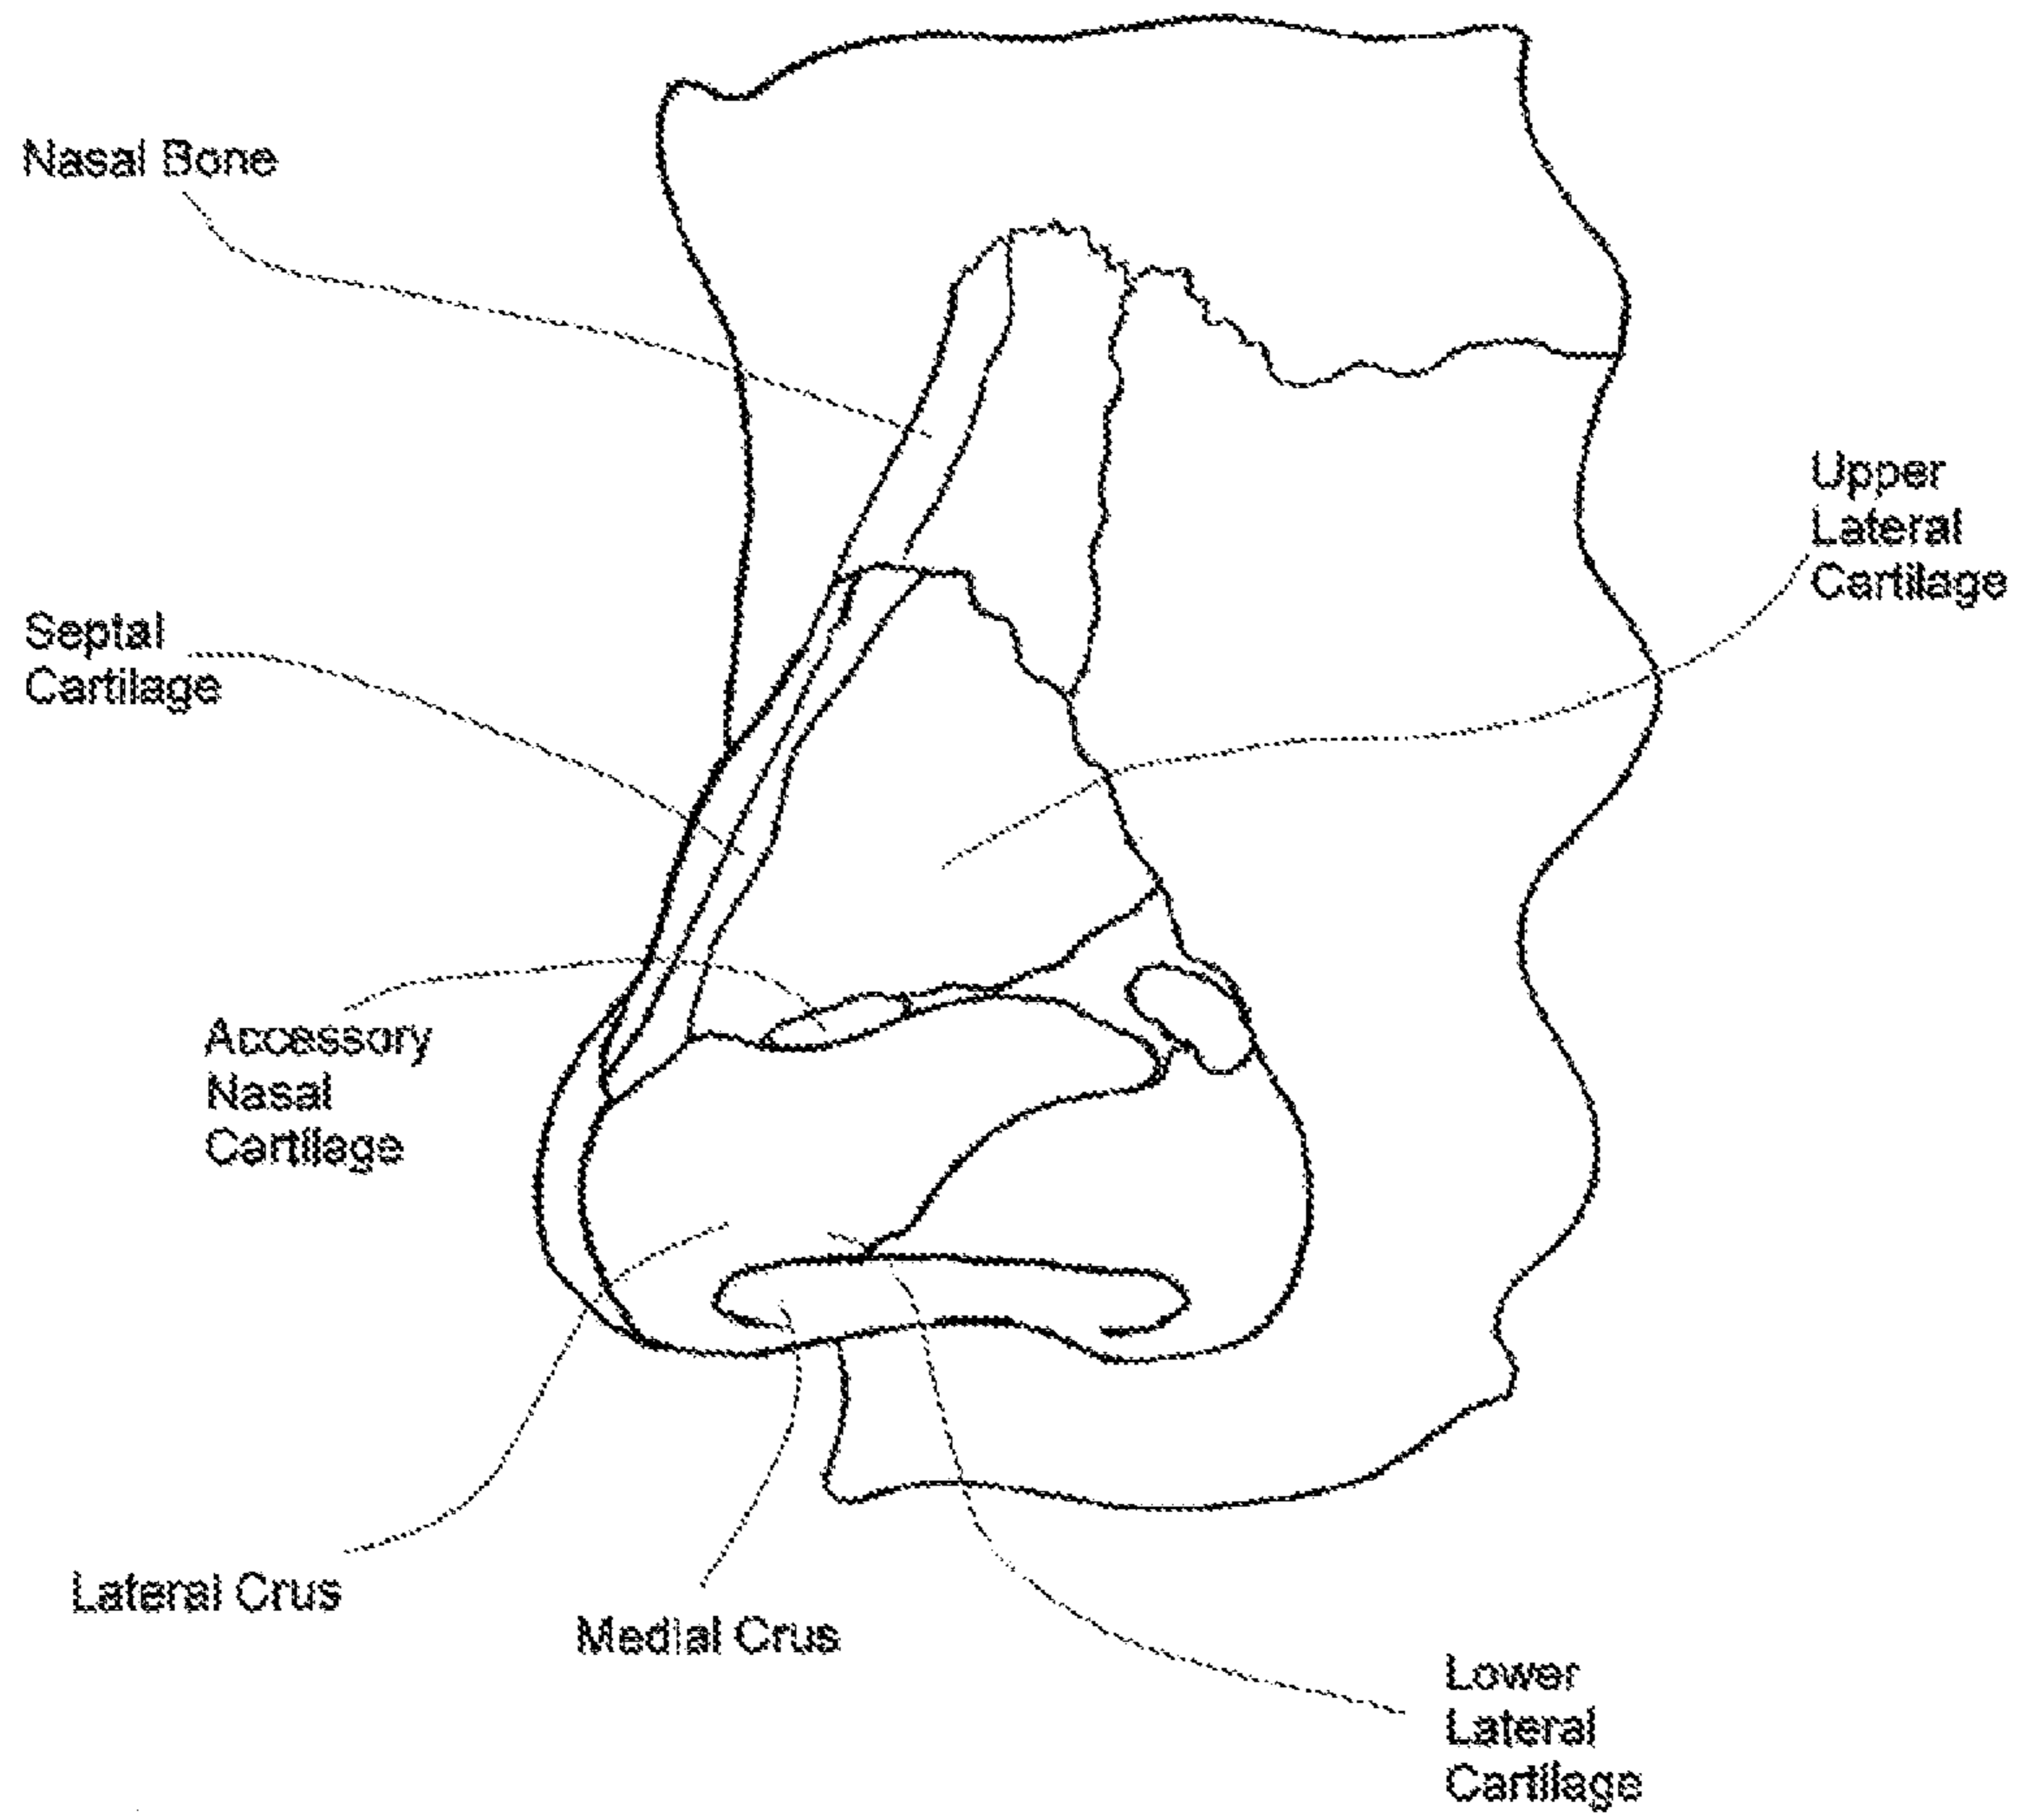 Nasal Bone
Upper
Lateral
Cartilage
Septal
Cartilage
Accessory
Nasal
Cartilage
Lateral Crus
Medial Crus
Lower
Lateral
Cartilage